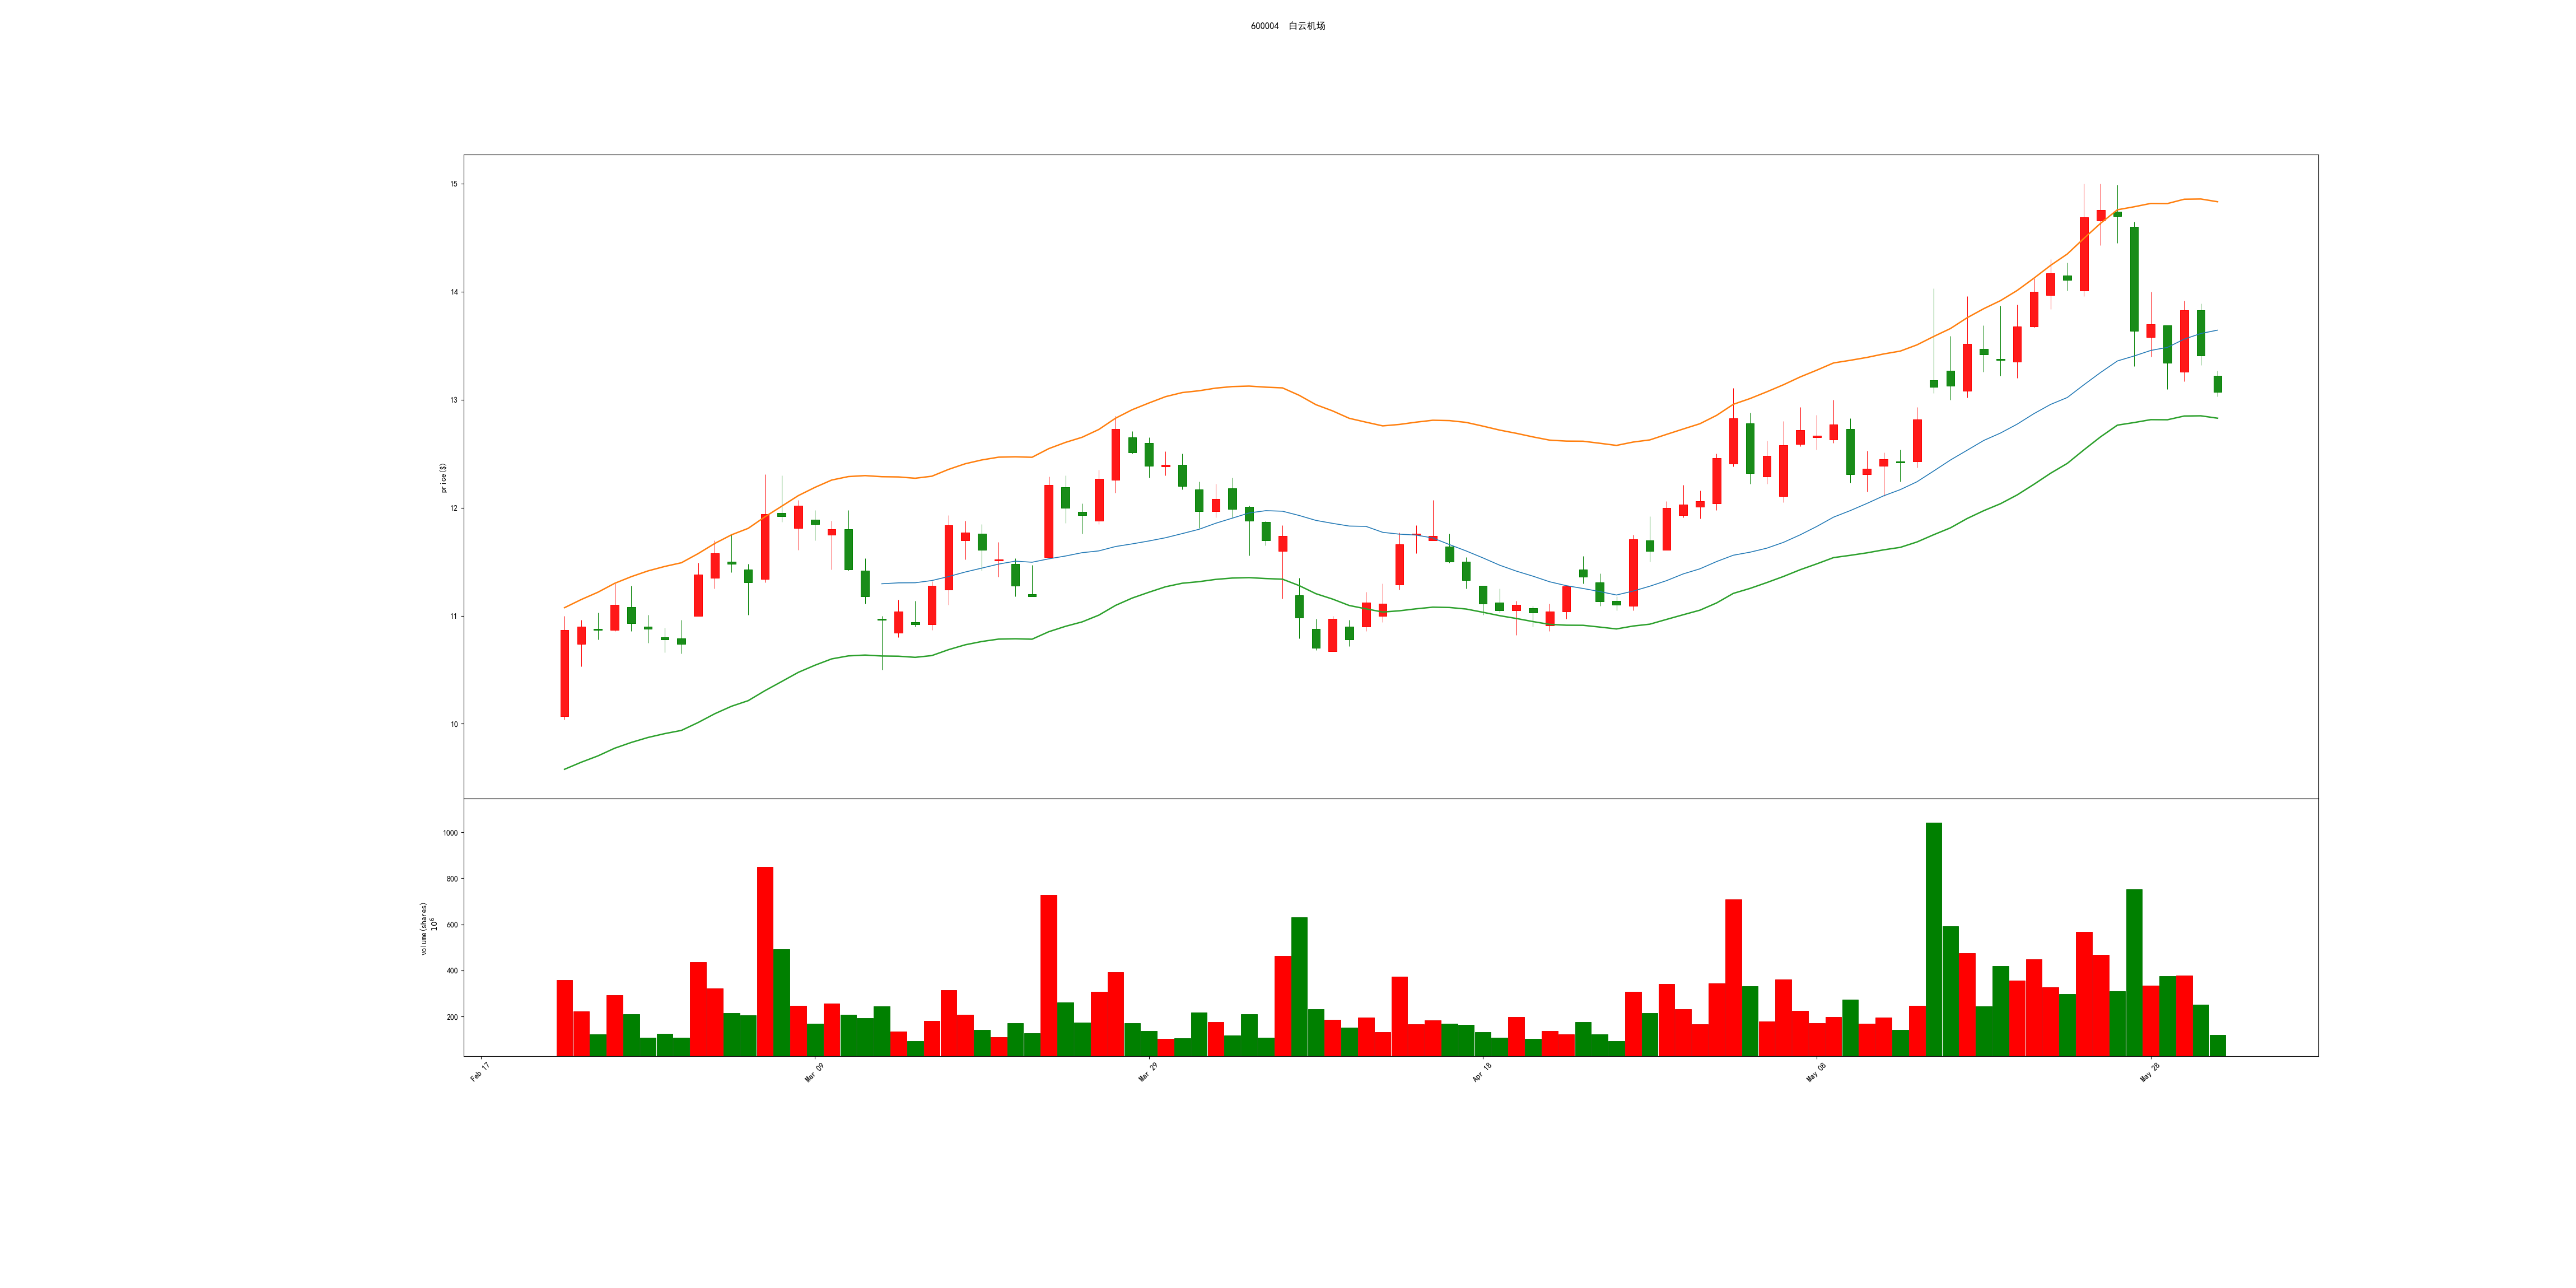 600004 白云机场
15
14
13
12
11
10
price($)
1000
800
600
400
200
volume(shares)
10^6
Feb 17
Mar 09
Mar 29
Apr 18
May 08
May 28